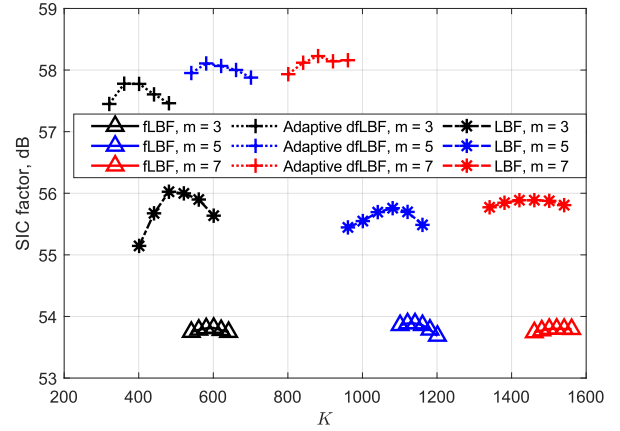 59
58
57
56
55
54
53
SIC factor, dB
fLBF, m = 3 Adaptive dfLBF, m = 3 LBF, m = 3
fLBF, m = 5 Adaptive dfLBF, m = 5 LBF, m = 5
fLBF, m = 7 Adaptive dfLBF, m = 7 LBF, m = 7
200 400 600 800 1000 1200 1400 1600
K